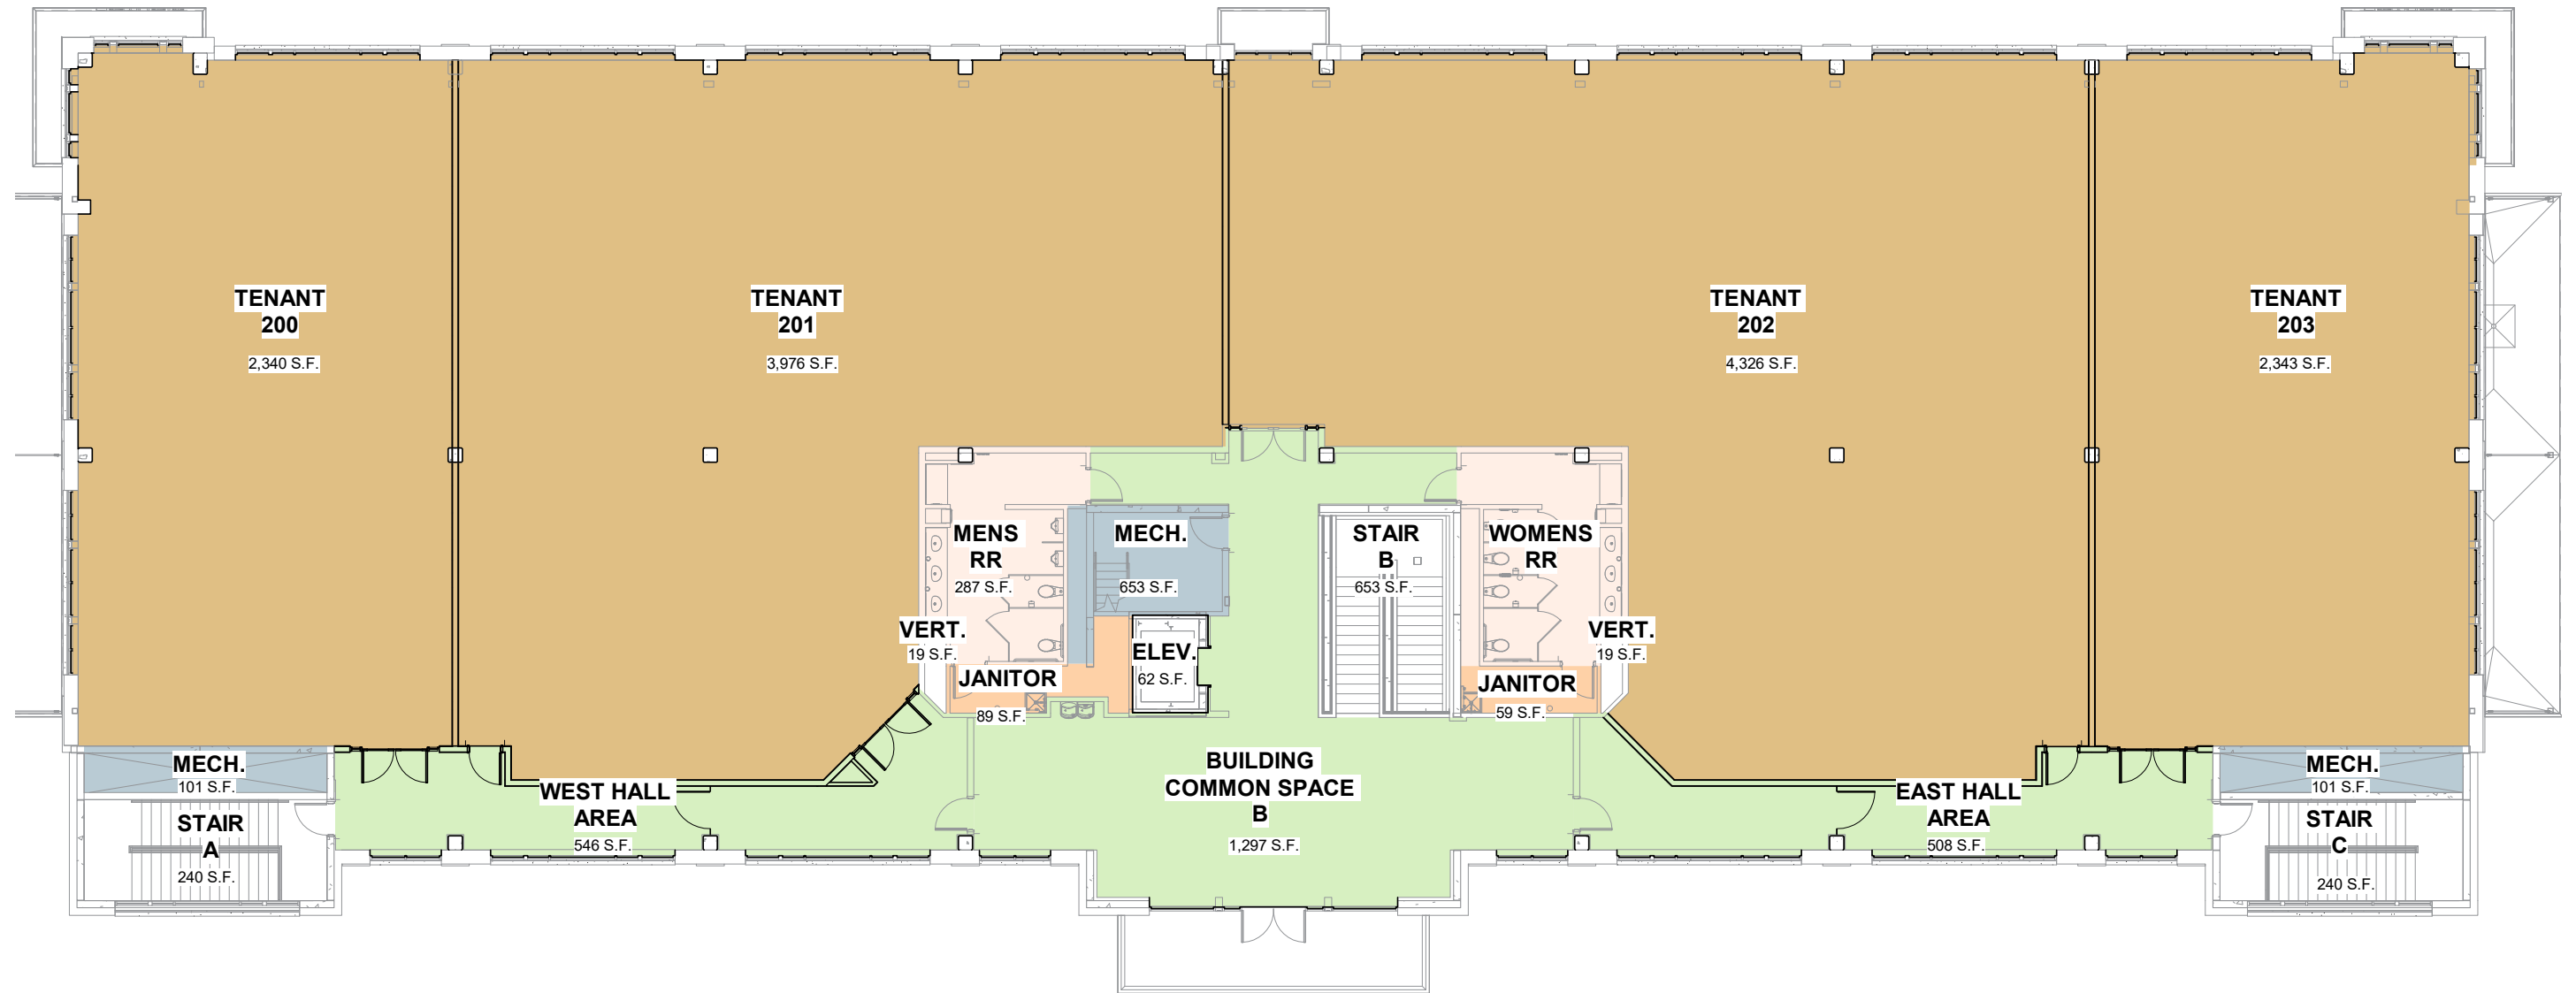 TENANT
200
2,340 S.F.
TENANT
201
3,976 S.F.
TENANT
202
4,326 S.F.
TENANT
203
2,343 S.F.
MENS
RR
287 S.F.
MECH.
653 S.F.
STAIR
B
653 S.F.
WOMENS
RR
VERT.
19 S.F.
ELEV.
62 S.F.
VERT.
19 S.F.
JANITOR
89 S.F.
JANITOR
59 S.F.
MECH.
101 S.F.
STAIR
A
240 S.F.
WEST HALL
AREA
546 S.F.
BUILDING
COMMON SPACE
B
1,297 S.F.
EAST HALL
AREA
508 S.F.
MECH.
101 S.F.
STAIR
C
240 S.F.